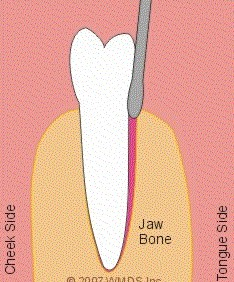 Cheek Side
Jaw
Bone
Tongue Side
© 2007 WMDS Inc